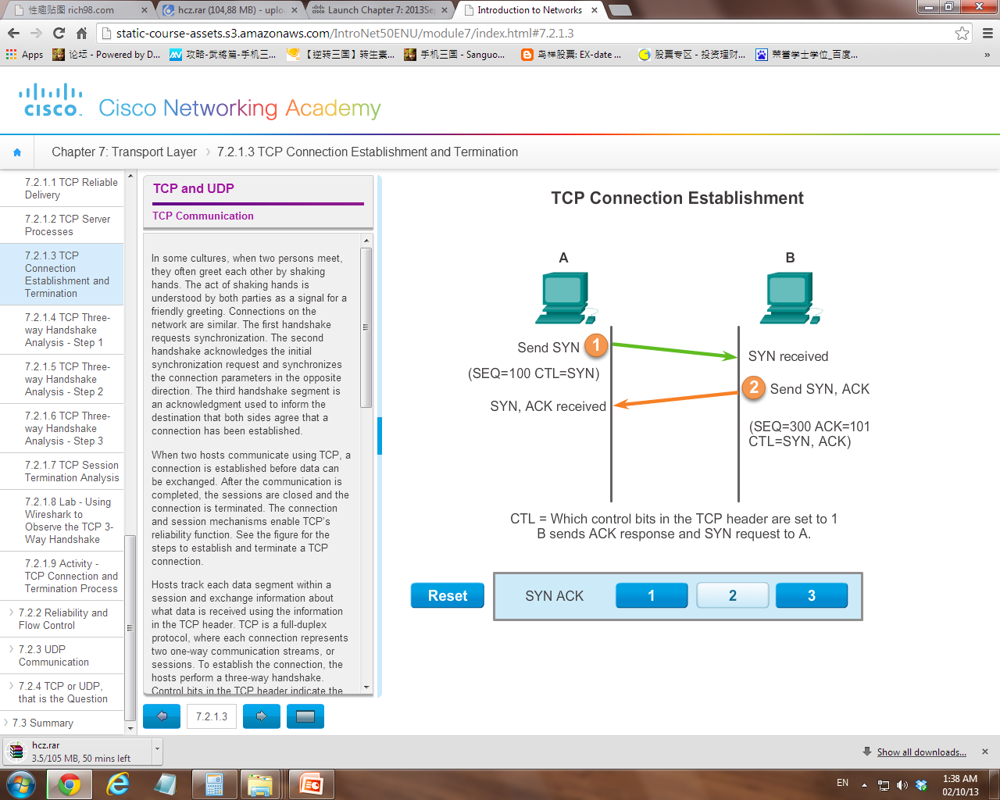 性趣贴图 rich98.com
hcz.rar (104,88 MB) - uplo
Launch Chapter 7: 2013Sep
Introduction to Networks
static-course-assets.s3.amazonaws.com/IntroNet50ENU/module7/index.html#7.2.1.3
Apps
论坛 - Powered by D...
攻略-武將篇-手机三...
【逆转三国】转生素...
手机三国 - Sanguo...
鸟样股票: EX-date ...
股票专区 - 投资理财...
荣誉学士学位_百度...
»
cisco.
Cisco Networking Academy
Chapter 7: Transport Layer
7.2.1.3 TCP Connection Establishment and Termination
7.2.1.1 TCP Reliable
Delivery
7.2.1.2 TCP Server
Processes
7.2.1.3 TCP
Connection
Establishment and
Termination
7.2.1.4 TCP Three-
way Handshake
Analysis - Step 1
7.2.1.5 TCP Three-
way Handshake
Analysis - Step 2
7.2.1.6 TCP Three-
way Handshake
Analysis - Step 3
7.2.1.7 TCP Session
Termination Analysis
7.2.1.8 Lab - Using
Wireshark to
Observe the TCP 3-
Way Handshake
7.2.1.9 Activity -
TCP Connection and
Termination Process
7.2.2 Reliability and
Flow Control
7.2.3 UDP
Communication
7.2.4 TCP or UDP,
that is the Question
7.3 Summary
TCP and UDP
TCP Communication
In some cultures, when two persons meet,
they often greet each other by shaking
hands. The act of shaking hands is
understood by both parties as a signal for a
friendly greeting. Connections on the
network are similar. The first handshake
requests synchronization. The second
handshake acknowledges the initial
synchronization request and synchronizes
the connection parameters in the opposite
direction. The third handshake segment is
an acknowledgment used to inform the
destination that both sides agree that a
connection has been established.
When two hosts communicate using TCP, a
connection is established before data can
be exchanged. After the communication is
completed, the sessions are closed and the
connection is terminated. The connection
and session mechanisms enable TCP's
reliability function. See the figure for the
steps to establish and terminate a TCP
connection.
Hosts track each data segment within a
session and exchange information about
what data is received using the information
in the TCP header. TCP is a full-duplex
protocol, where each connection represents
two one-way communication streams, or
sessions. To establish the connection, the
hosts perform a three-way handshake.
Control bits in the TCP header indicate the
7.2.1.3
TCP Connection Establishment
A
B
Send SYN
1
(SEQ=100 CTL=SYN)
SYN received
2
Send SYN, ACK
SYN, ACK received
(SEQ=300 ACK=101
CTL=SYN, ACK)
CTL = Which control bits in the TCP header are set to 1
B sends ACK response and SYN request to A.
Reset
SYN ACK
1
2
3
hcz.rar
3.5/105 MB, 50 mins left
Show all downloads...
EN
1:38 AM
02/10/13